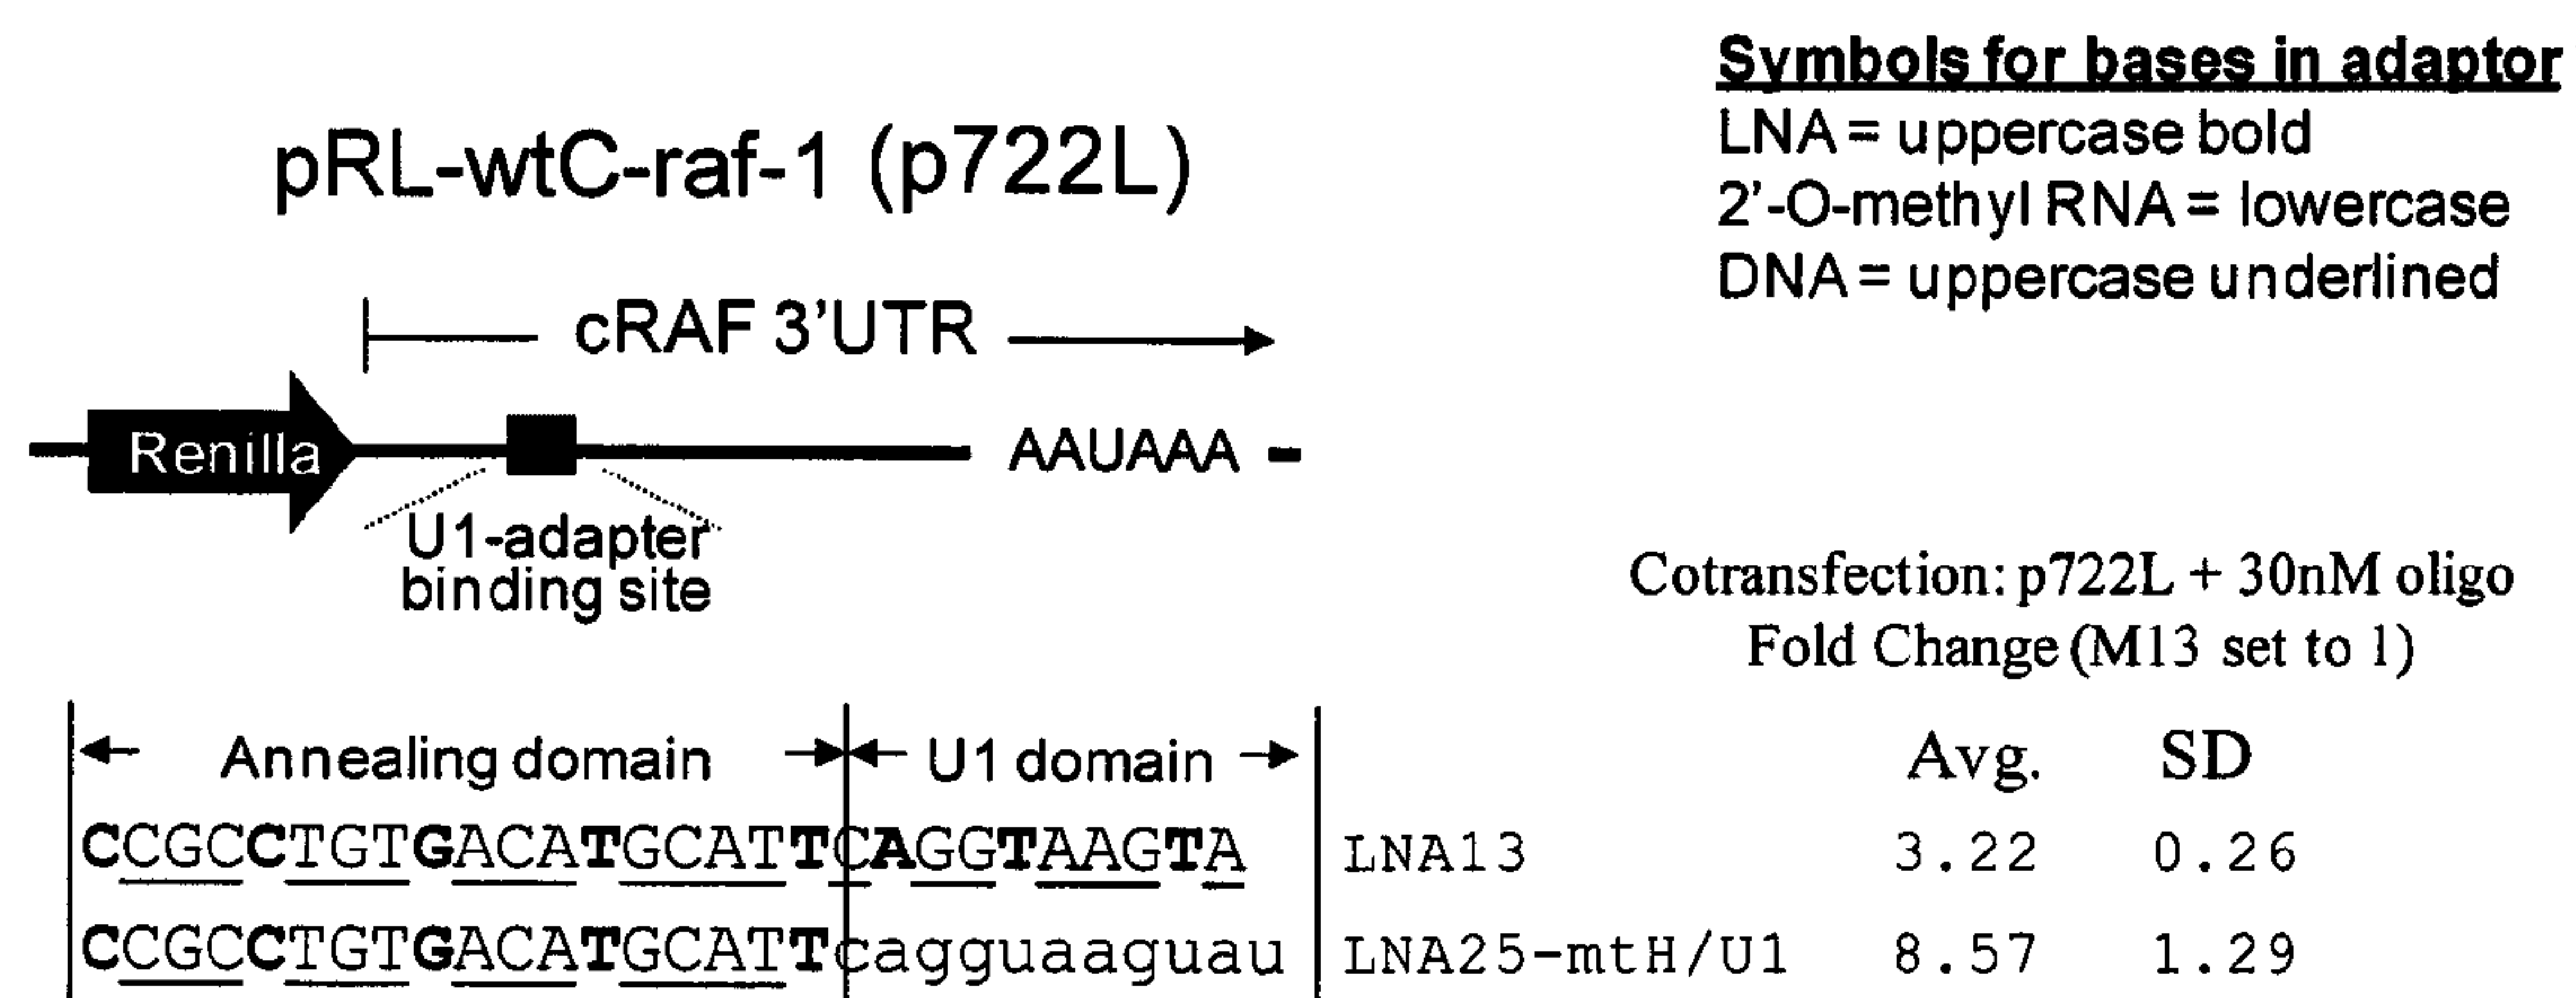 Symbols for bases in adaptor
LNA = uppercase bold
2'-O-methyl RNA = lowercase
DNA = uppercase underlined
pRL-wtC-raf-1 (p722L)
cRAF 3'UTR
Renilla
AAUAAA
U1-adapter
binding site
Cotransfection: p722L + 30nM oligo
Fold Change (M13 set to 1)
Annealing domain U1 domain Avg. SD
CCGCCTGTGACATGCATTCAGGTAAGTA LNA13 3.22 0.26
CCGCCTGTGACATGCATTcagguaaguau LNA25-mtH/U1 8.57 1.29